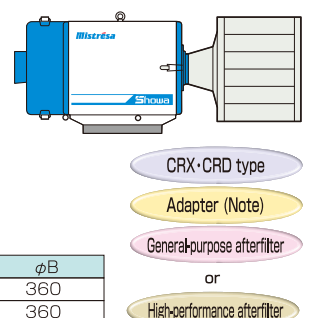 Mistrésa
Showa
CRX･CRD type
Adapter (Note)
General-purpose afterfilter
or
High-performance afterfilter
φB
360
360